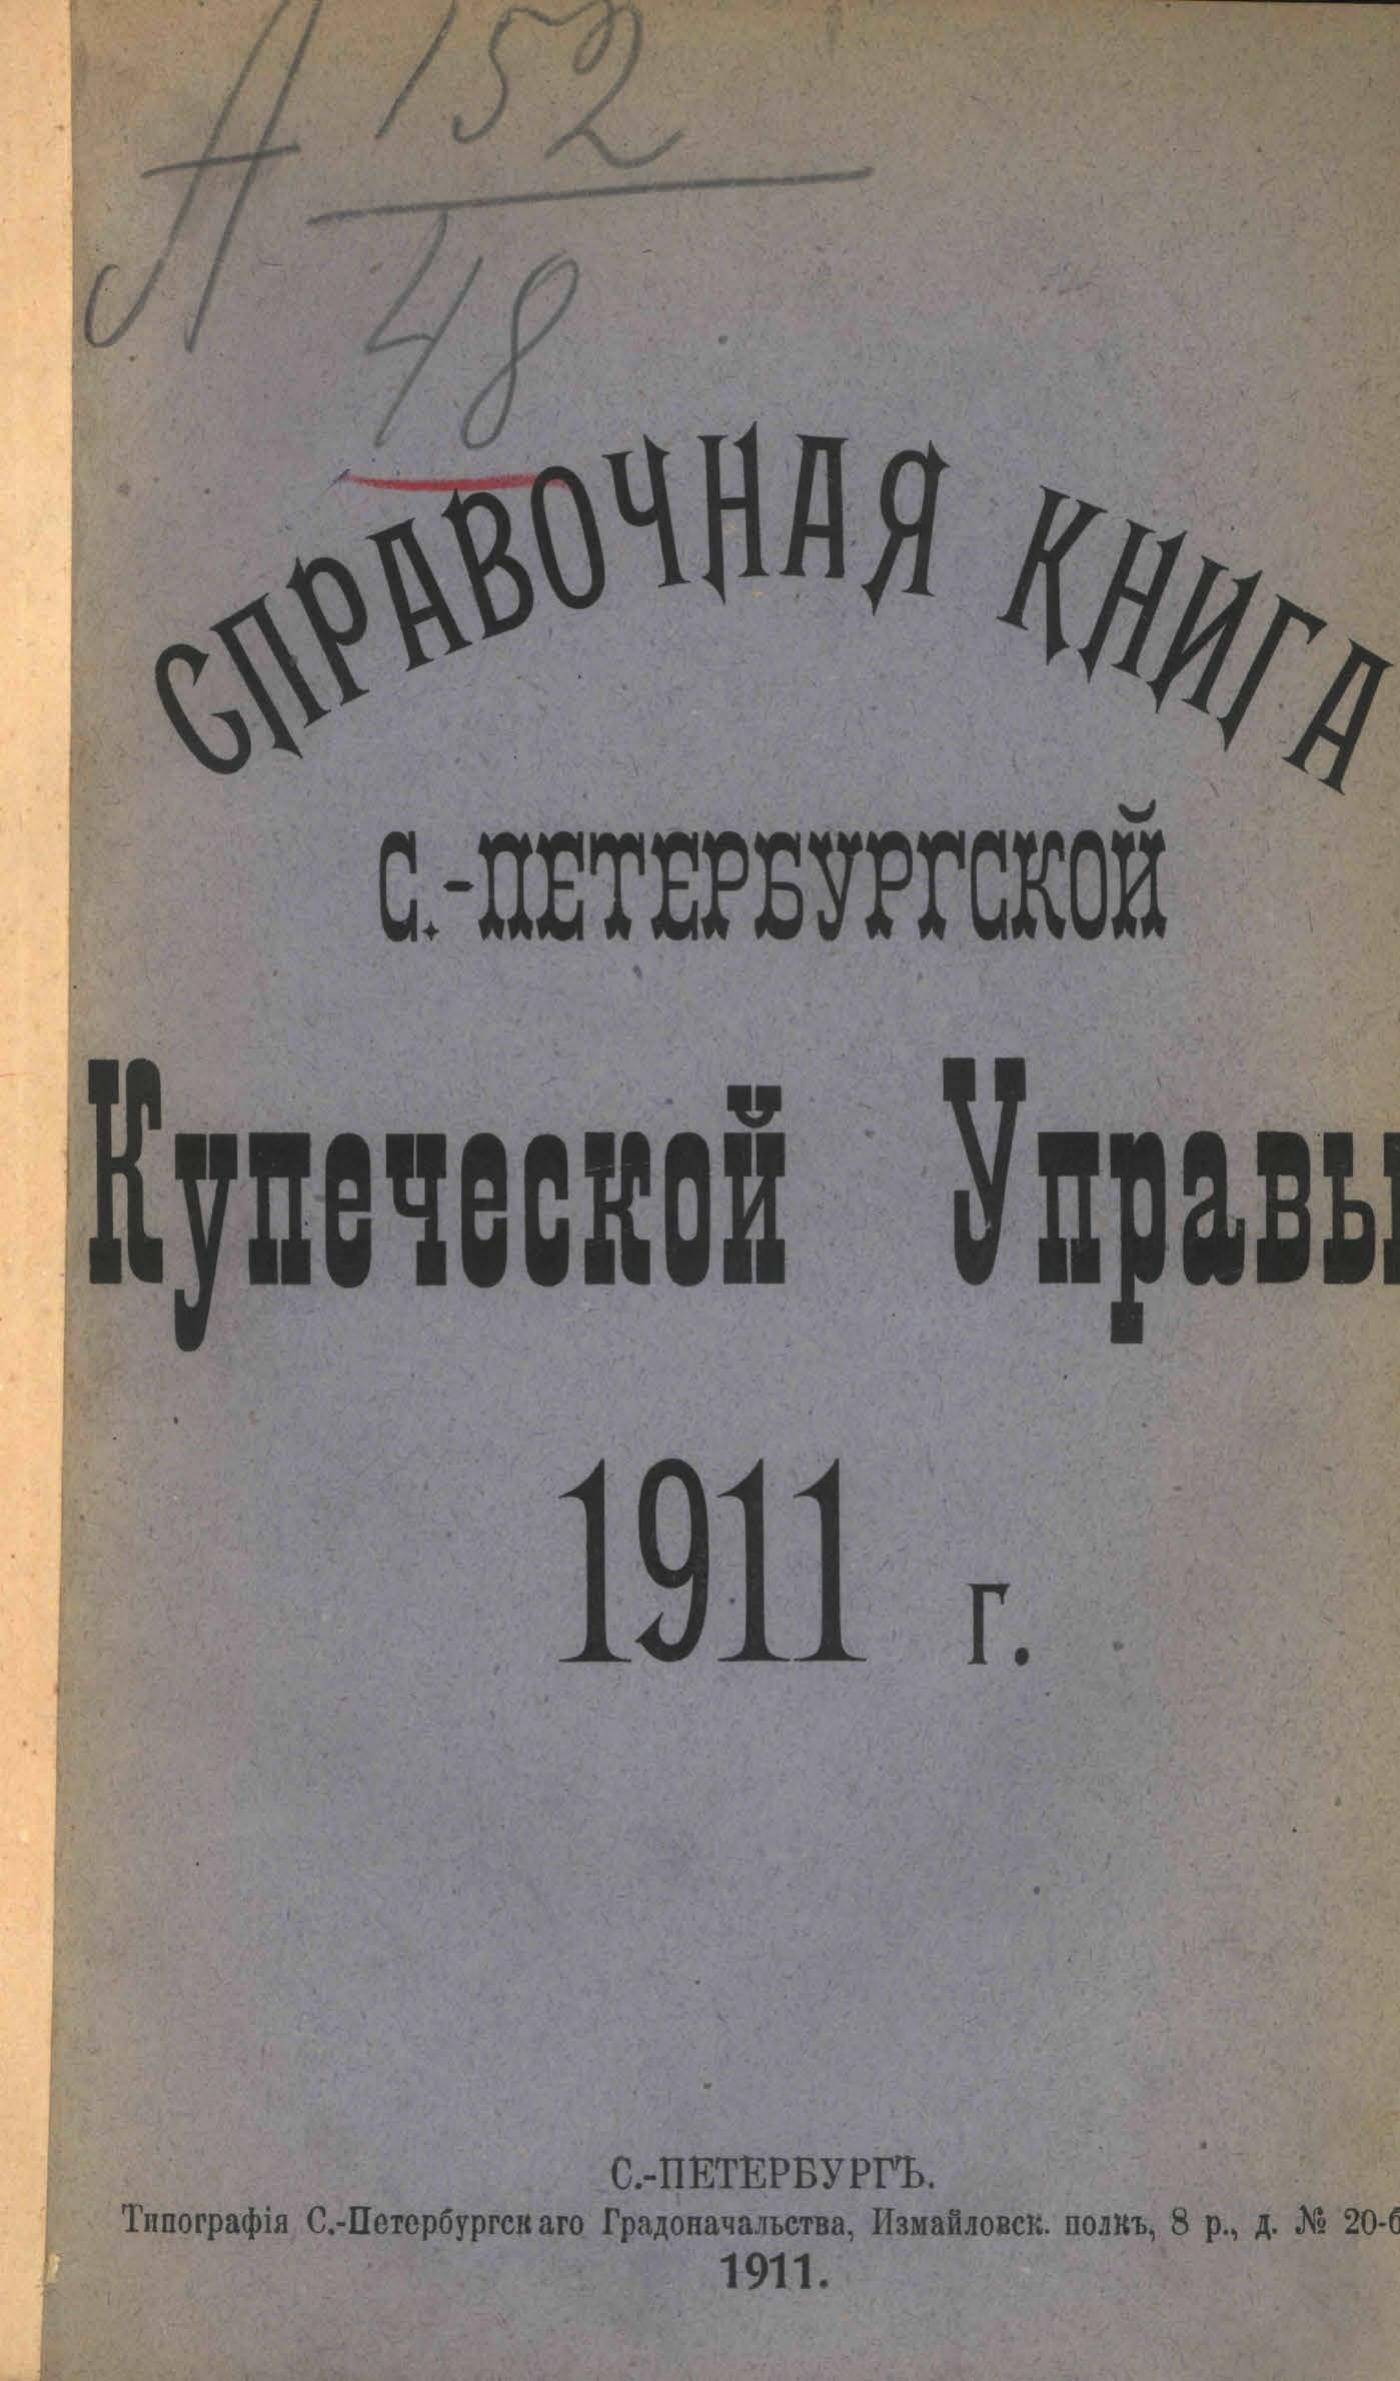 А 152
48
СПРАВОЧНАЯ КНИГА
С.-ПЕТЕРБУРГСКОЙ
Купеческой Управы
1911 г.
С.-ПЕТЕРБУРГЪ.
Типографія С.-Петербургскаго Градоначальства, Измайловск. полкъ, 8 р., д. № 20-б
1911.